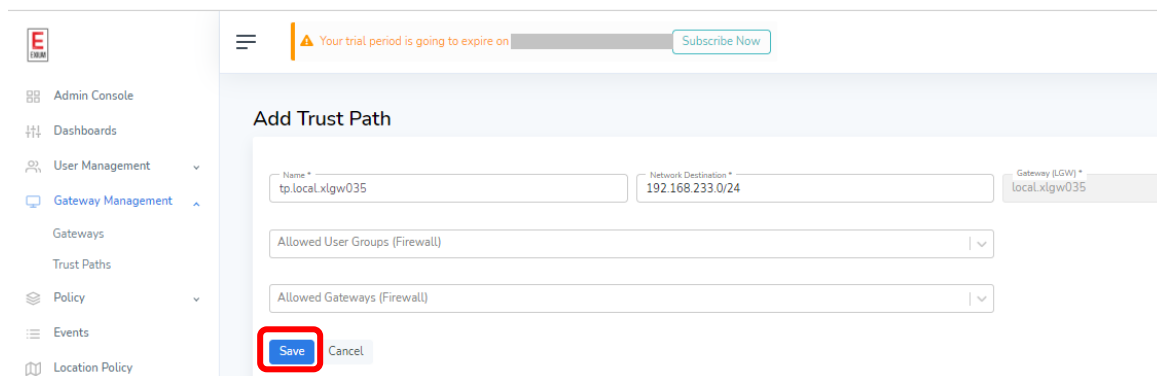 E
EXIUM
Your trial period is going to expire on
Subscribe Now
Admin Console
Dashboards
User Management
Gateway Management
Gateways
Trust Paths
Policy
Events
Location Policy
Add Trust Path
Name *
tp.local.xlgw035
Network Destination *
192.168.233.0/24
Gateway (LGW) *
local.xlgw035
Allowed User Groups (Firewall)
Allowed Gateways (Firewall)
Save
Cancel